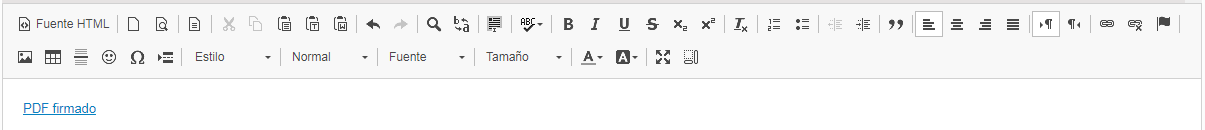 Fuente HTML
Estilo Normal Fuente Tamaño
PDF firmado